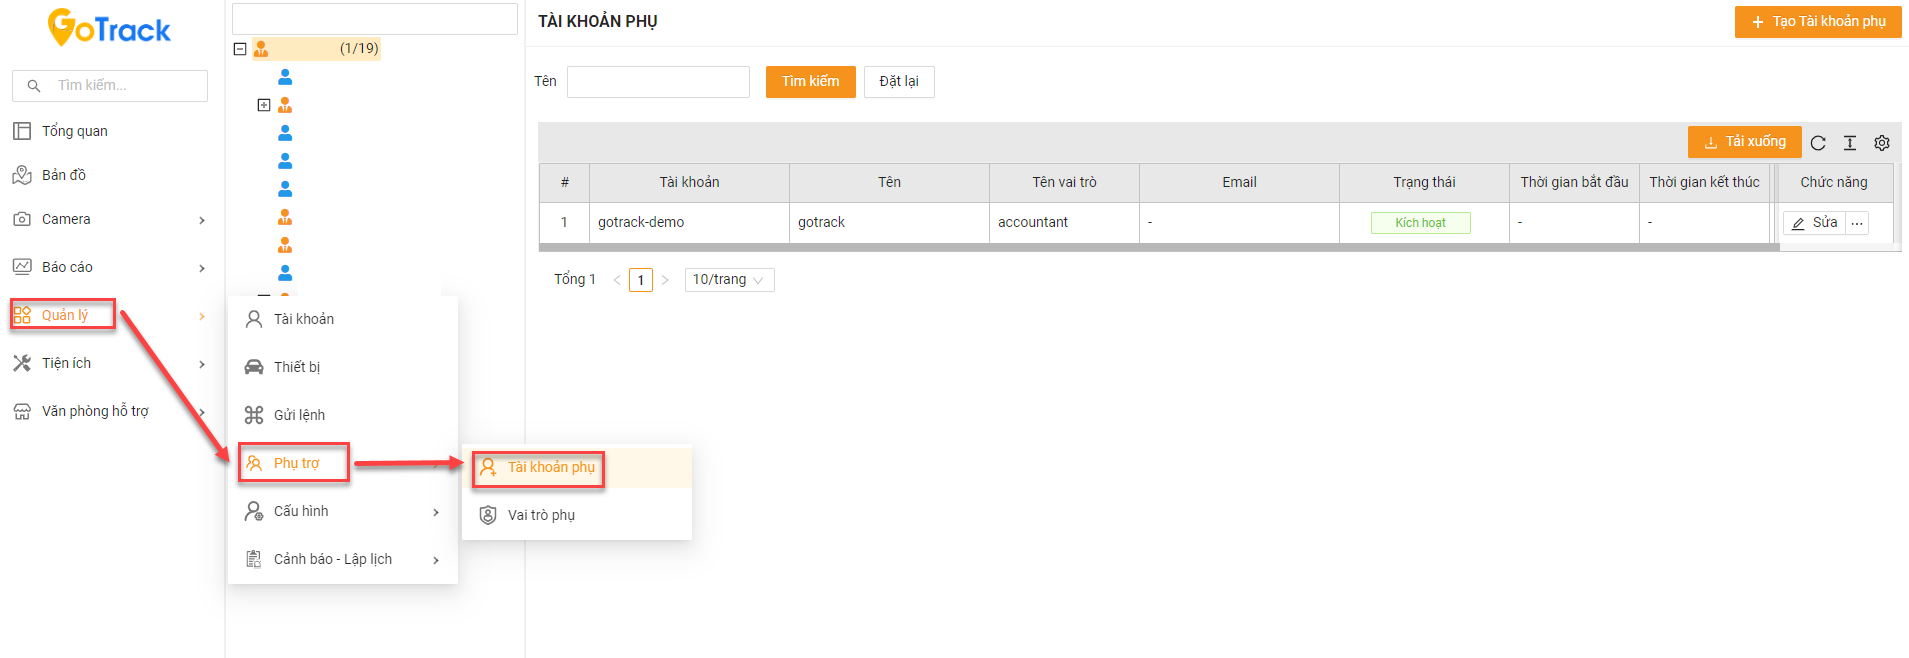 GoTrack
Tìm kiếm...
Tổng quan
Bản đồ
Camera
Báo cáo
Quản lý
Tiện ích
Văn phòng hỗ trợ
(1/19)
Tài khoản
Thiết bị
Gửi lệnh
Phụ trợ
Cấu hình
Cảnh báo - Lập lịch
Tài khoản phụ
Vai trò phụ
TÀI KHOẢN PHỤ
+ Tạo Tài khoản phụ
Tên Tìm kiếm Đặt lại
Tải xuống
# Tài khoản Tên Tên vai trò Email Trạng thái Thời gian bắt đầu Thời gian kết thúc Chức năng
1 gotrack-demo gotrack accountant - Kích hoạt - - Sửa ...
Tổng 1 < 1 > 10/trang